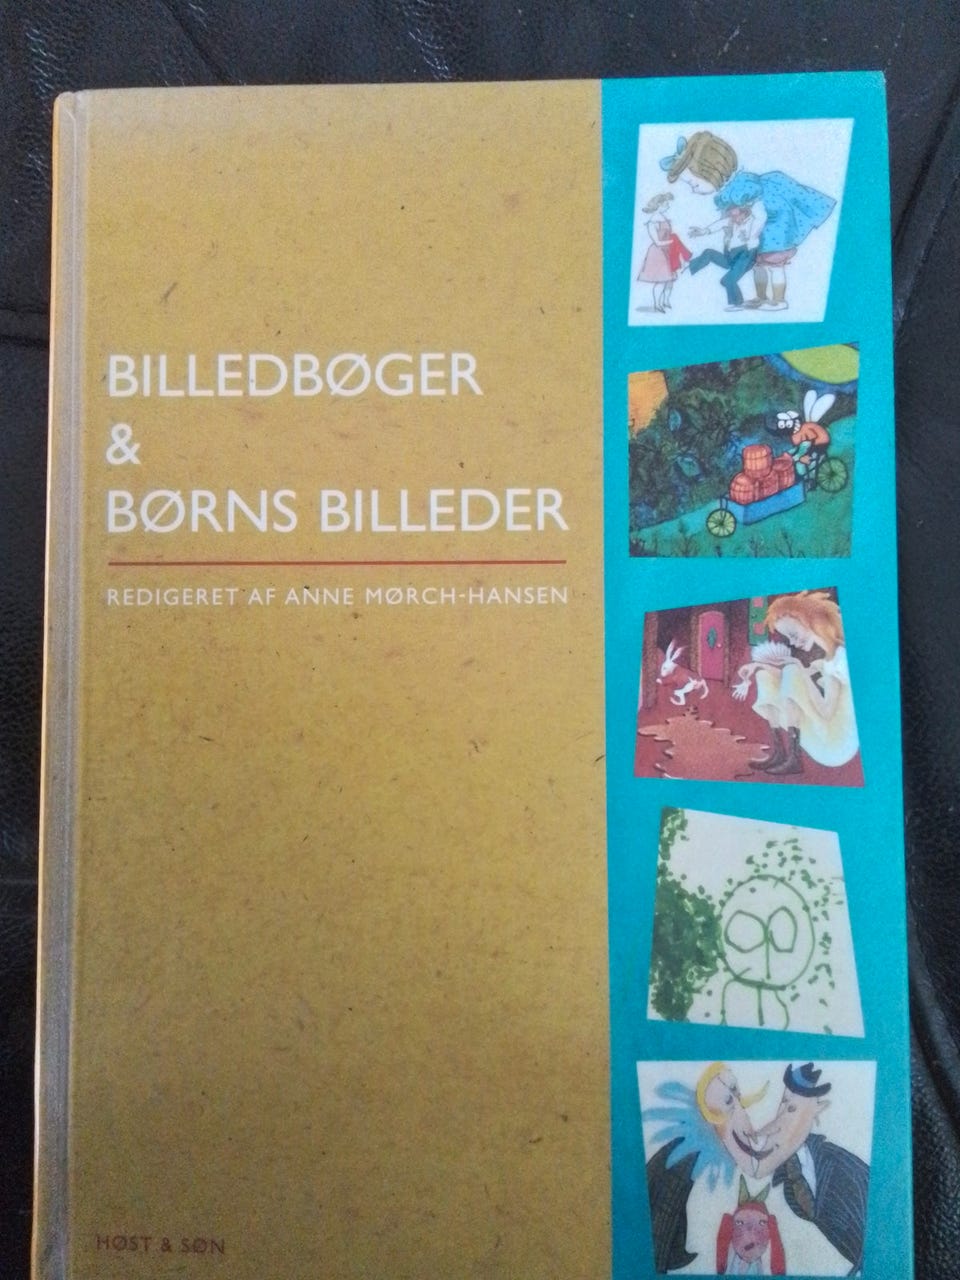 BILLEDBØGER
&
BØRNS BILLEDER
REDIGERET AF ANNE MØRCH-HANSEN
HØST & SØN